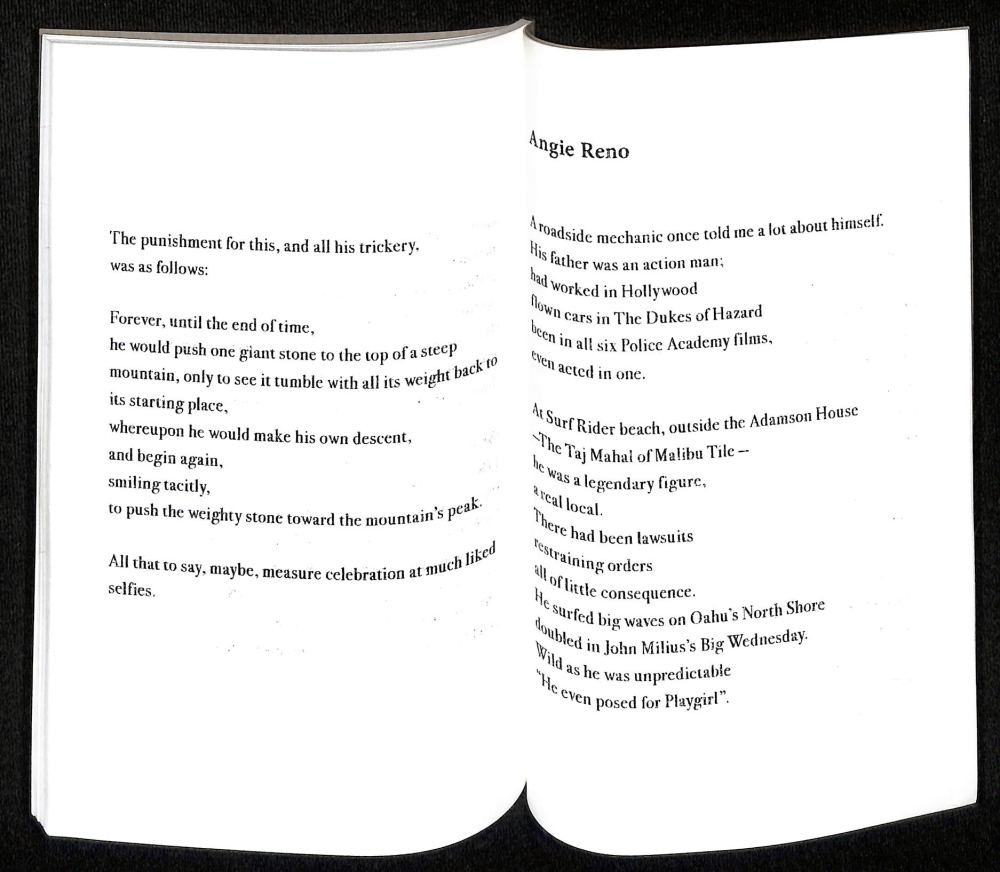 The punishment for this, and all his trickery.
was as follows:
Forever, until the end of time,
he would push one giant stone to the top of a steep
mountain, only to see it tumble with all its weight back to
its starting place,
whereupon he would make his own descent,
and begin again,
smiling tacitly,
to push the weighty stone toward the mountain's peak.
All that to say, maybe, measure celebration at much liked
selfies.
Angie Reno
A roadside mechanic once told me a lot about himself.
His father was an action man;
had worked in Hollywood
flown cars in The Dukes of Hazard
been in all six Police Academy films,
even acted in one.
At Surf Rider beach, outside the Adamson House
~The Taj Mahal of Malibu Tile –
he was a legendary figure,
a real local.
There had been lawsuits
restraining orders
all of little consequence.
He surfed big waves on Oahu's North Shore
doubled in John Milius's Big Wednesday.
Wild as he was unpredictable
"He even posed for Playgirl".